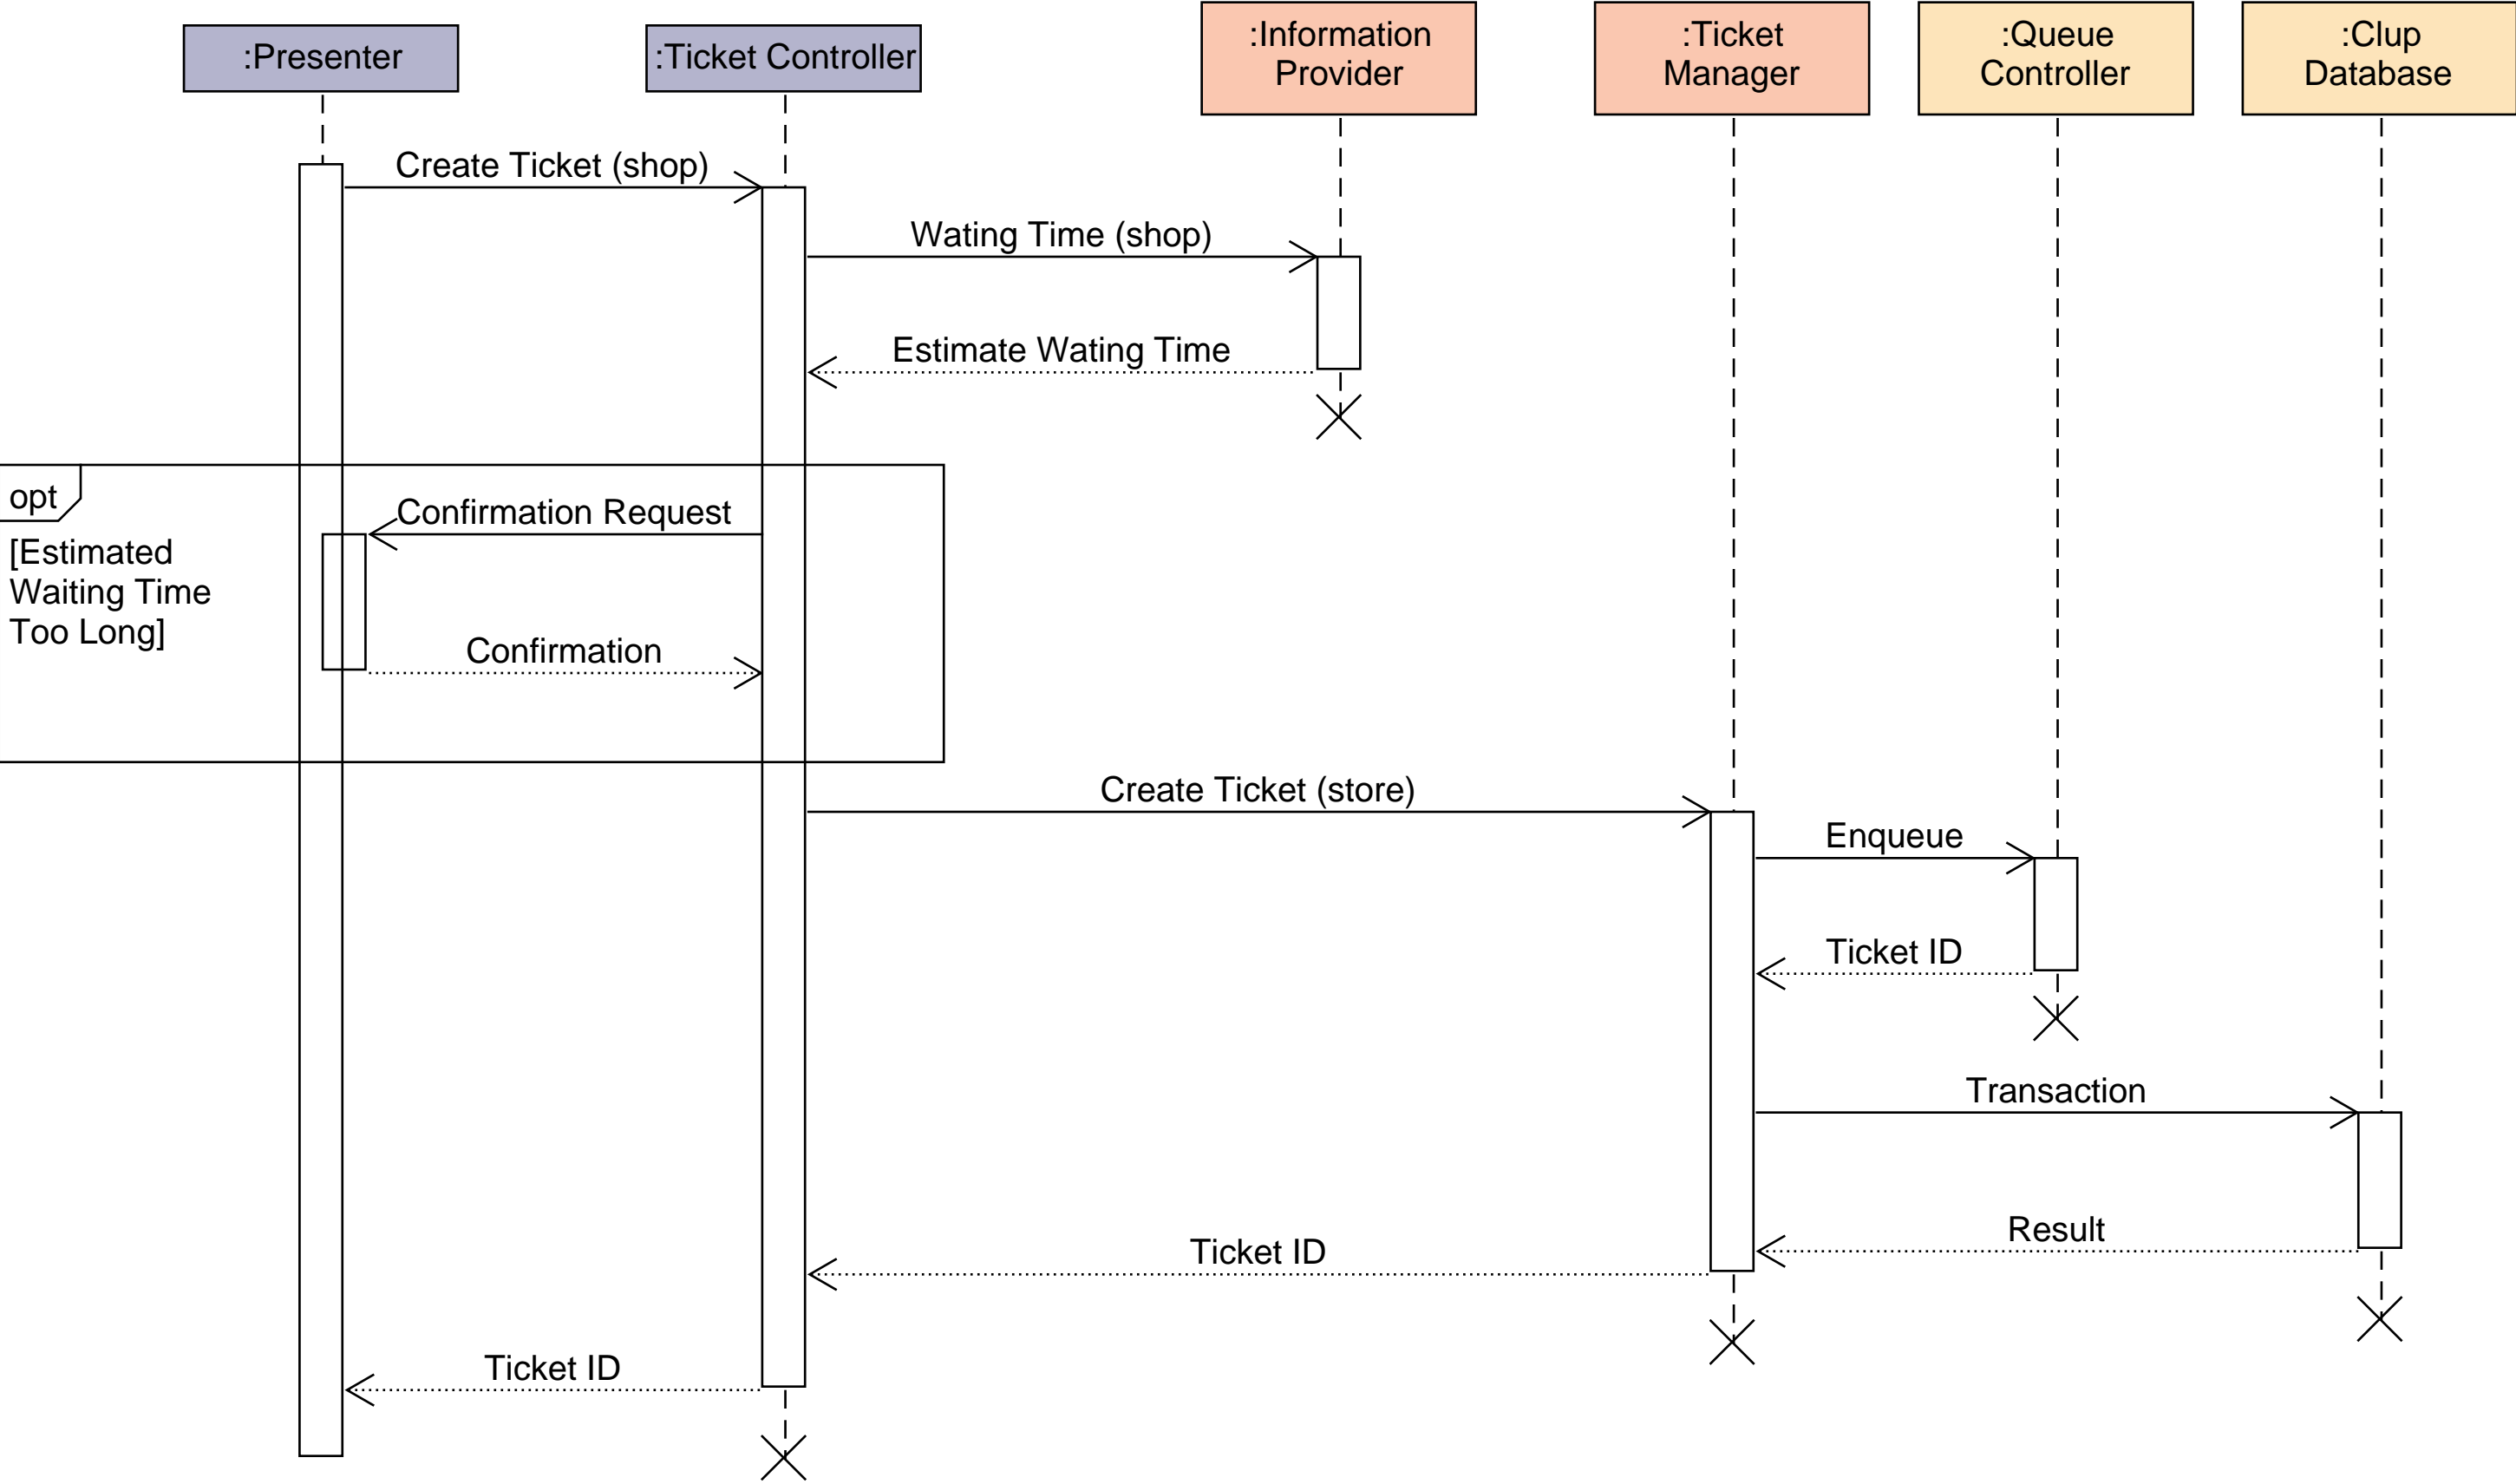 :Presenter
:Ticket Controller
:Information
Provider
:Ticket
Manager
:Queue
Controller
:Clup
Database
Create Ticket (shop)
Wating Time (shop)
Estimate Wating Time
opt
Confirmation Request
[Estimated
Waiting Time
Too Long]
Confirmation
Create Ticket (store)
Enqueue
Ticket ID
Transaction
Result
Ticket ID
Ticket ID